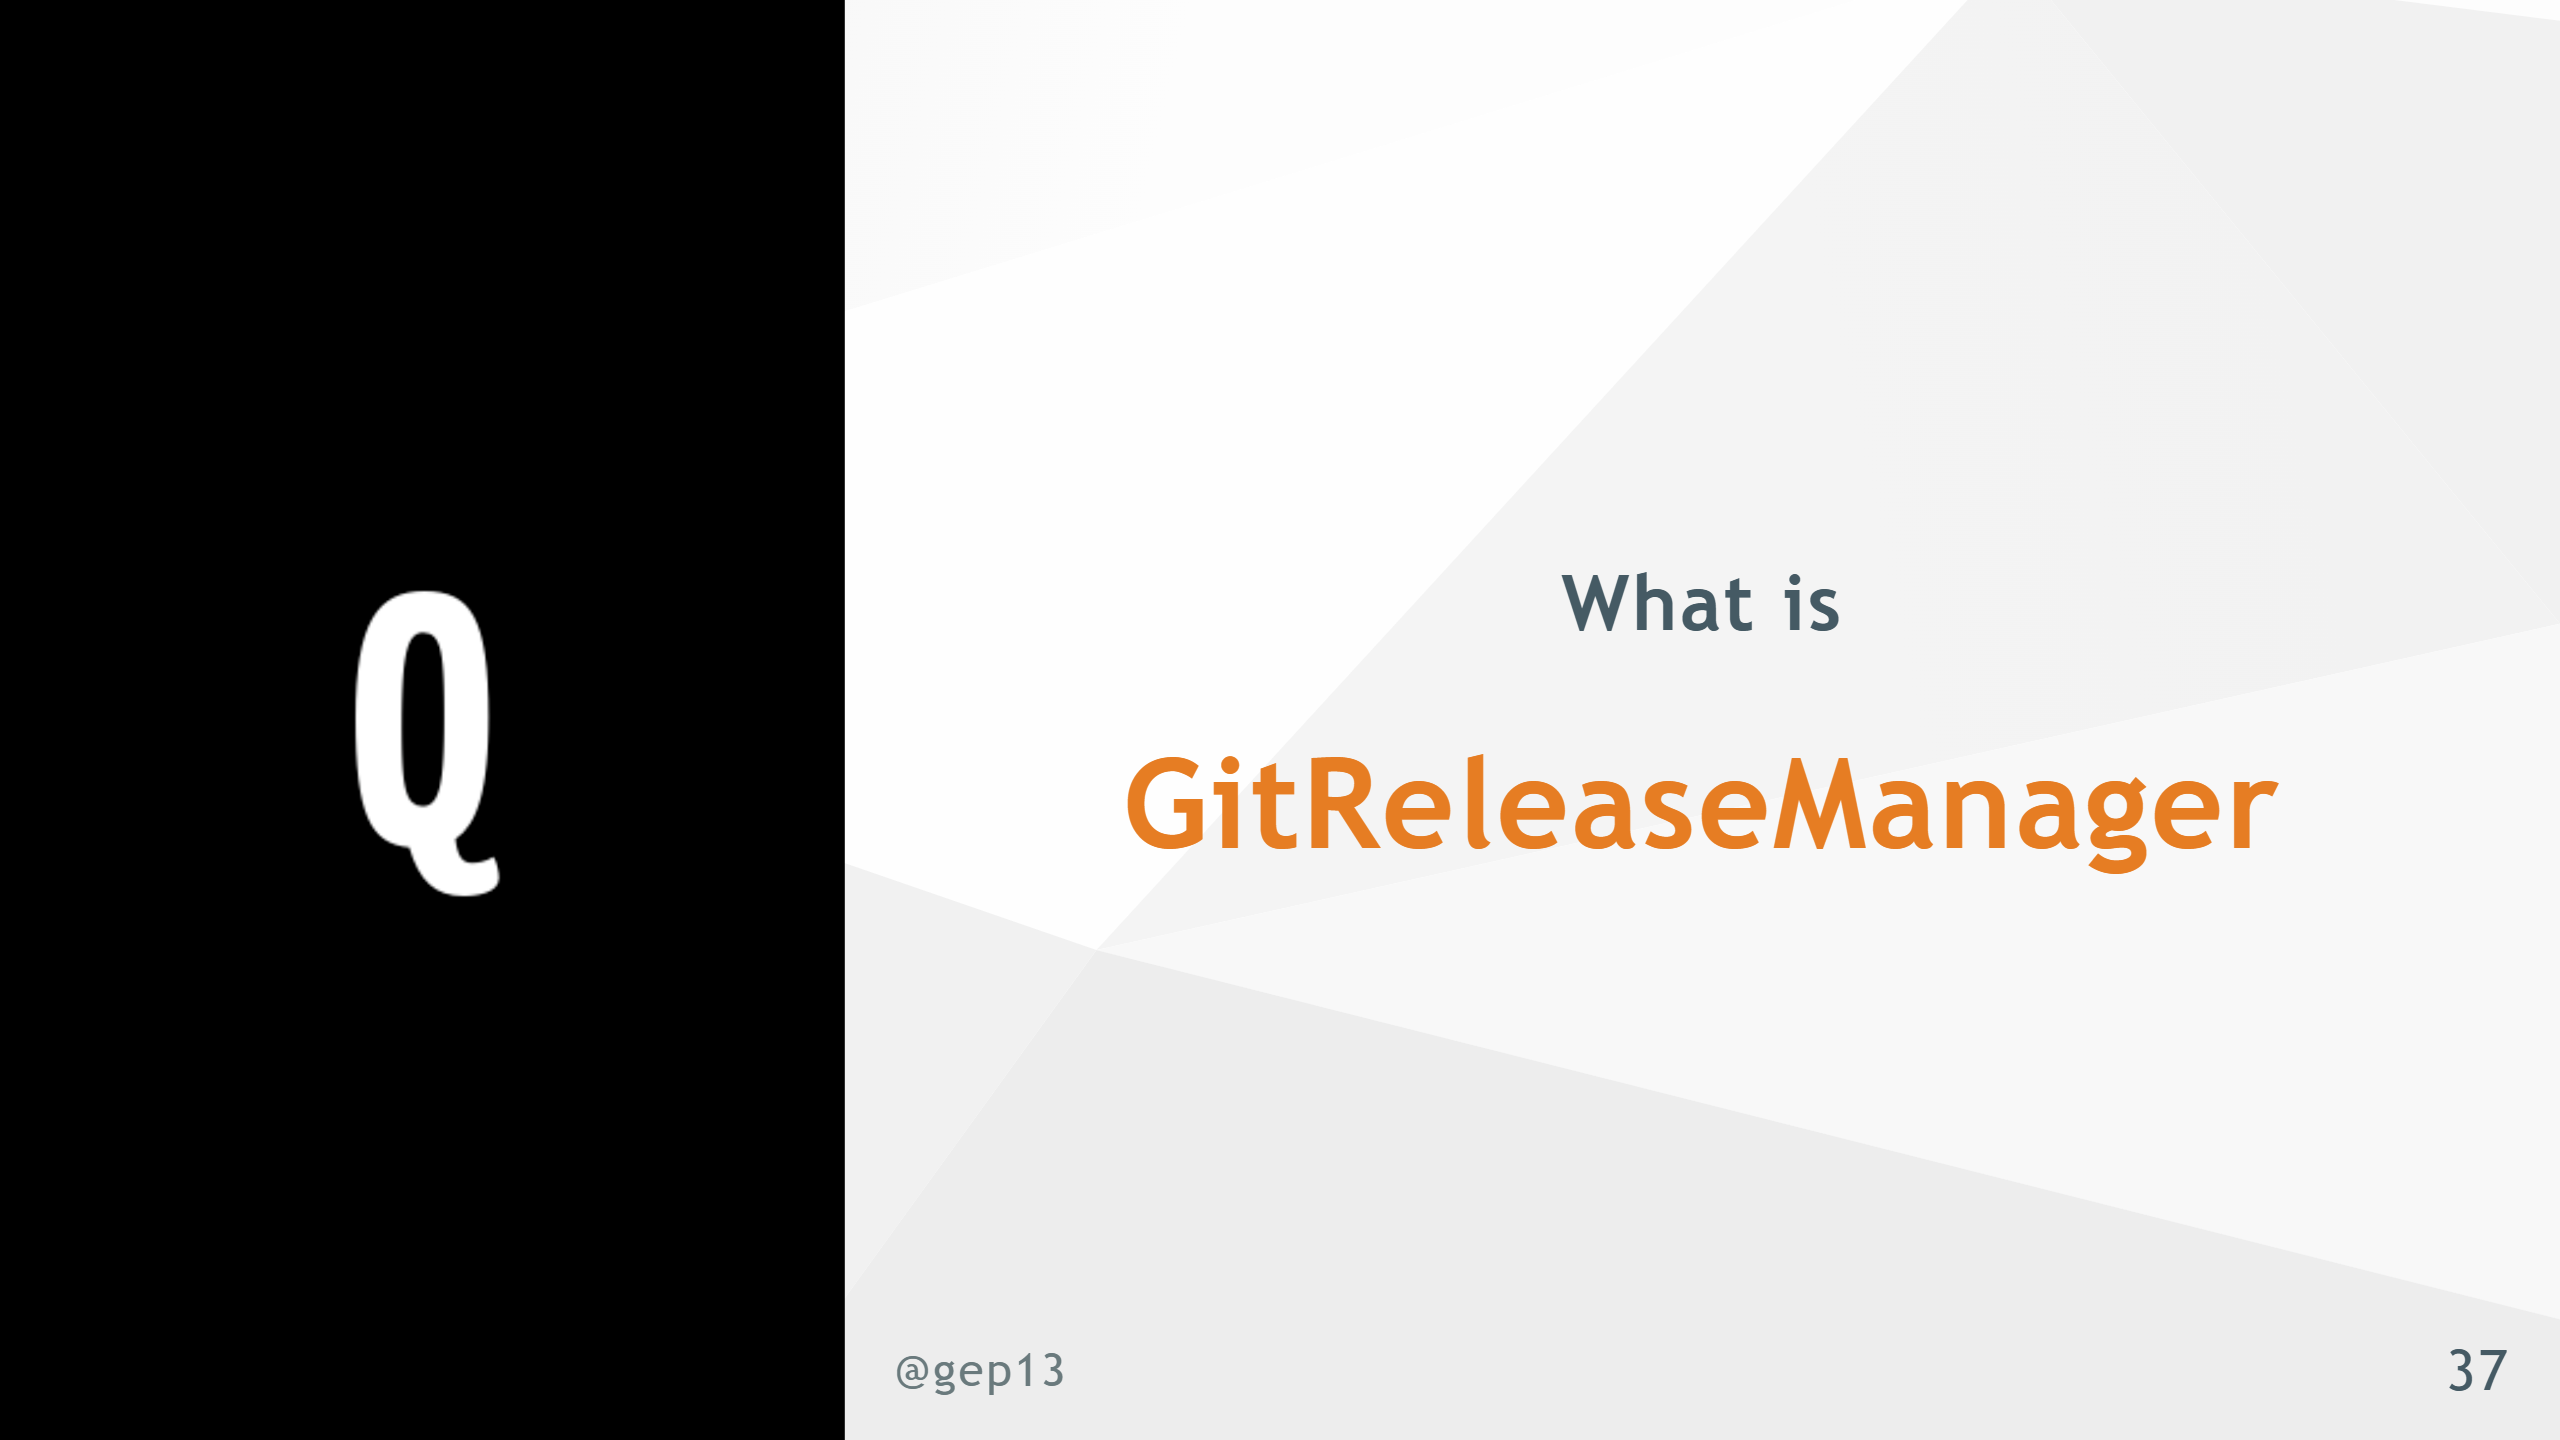 Q
What is
GitReleaseManager
@gep13
37